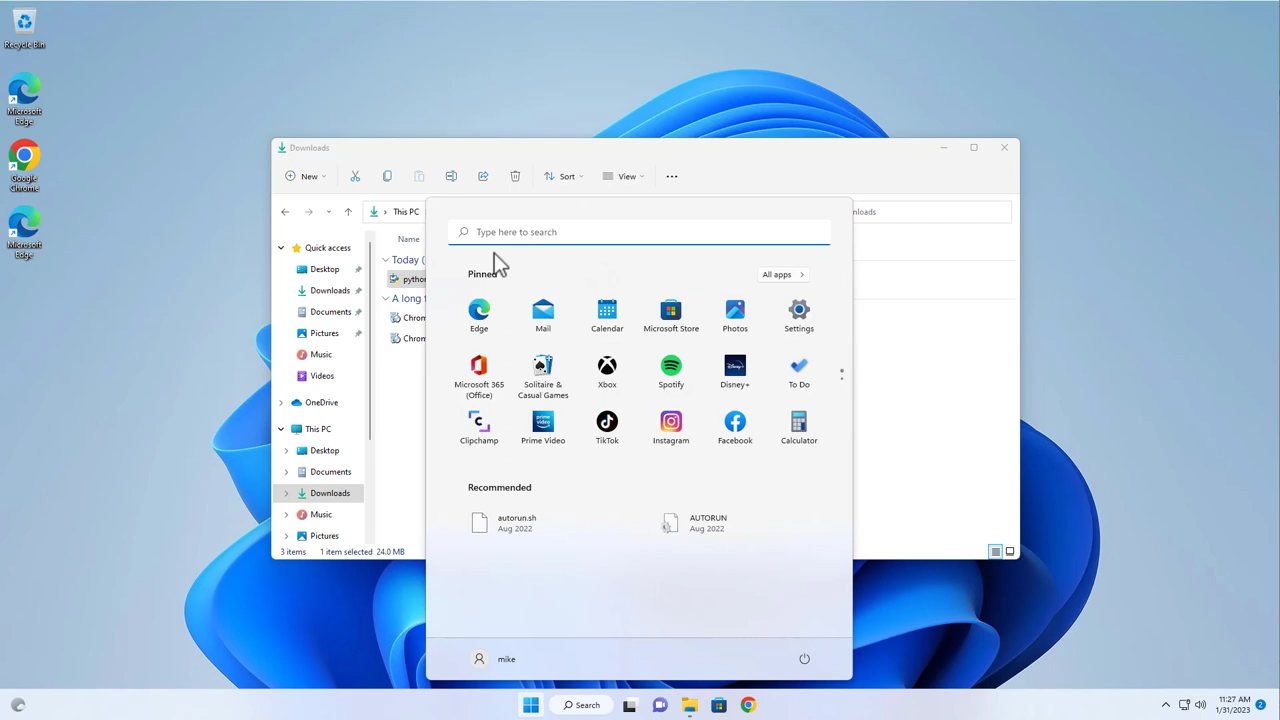 Recycle Bin
Microsoft
Edge
Google
Chrome
Microsoft
Edge
Downloads
New
Sort
View
This PC
loads
Quick access
Desktop
Downloads
Documents
Pictures
Music
Videos
OneDrive
This PC
Desktop
Documents
Downloads
Music
Pictures
Name
Today (
python
A long t
Chrom
Chrom
3 items 1 item selected 24.0 MB
Type here to search
Pinned
All apps
Edge Mail Calendar Microsoft Store Photos Settings
Microsoft 365 (Office) Solitaire & Casual Games Xbox Spotify Disney+ To Do
Clipchamp Prime Video TikTok Instagram Facebook Calculator
Recommended
autorun.sh
Aug 2022
AUTORUN
Aug 2022
mike
Search
11:27 AM
1/31/2023
2